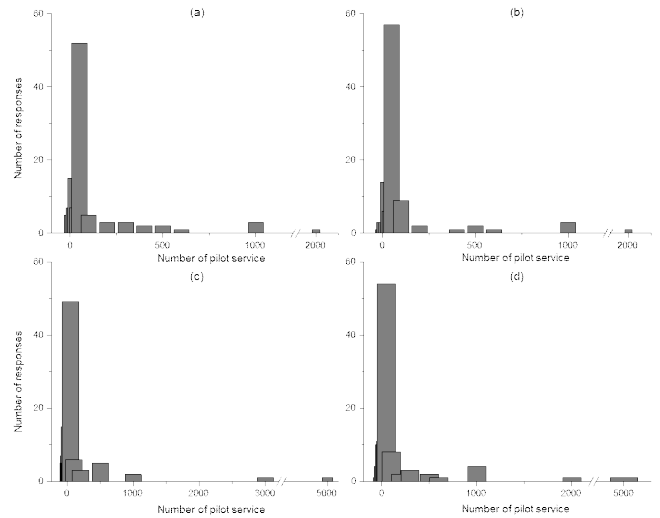 (a)
60
40
20
0
Number of responses
0 500 1000 2000
Number of pilot service
(b)
60
40
20
0
0 500 1000 2000
Number of pilot service
(c)
60
40
20
0
Number of responses
0 1000 2000 3000 5000
Number of pilot service
(d)
60
40
20
0
0 1000 2000 5000
Number of pilot service